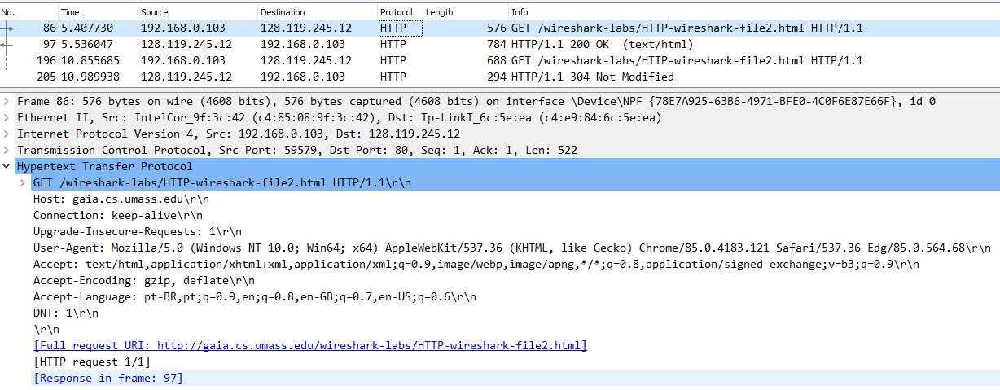 No. Time Source Destination Protocol Length Info
86 5.407730 192.168.0.103 128.119.245.12 HTTP 576 GET /wireshark-labs/HTTP-wireshark-file2.html HTTP/1.1
97 5.536047 128.119.245.12 192.168.0.103 HTTP 784 HTTP/1.1 200 OK  (text/html)
196 10.855685 192.168.0.103 128.119.245.12 HTTP 688 GET /wireshark-labs/HTTP-wireshark-file2.html HTTP/1.1
205 10.989938 128.119.245.12 192.168.0.103 HTTP 294 HTTP/1.1 304 Not Modified
Frame 86: 576 bytes on wire (4608 bits), 576 bytes captured (4608 bits) on interface \Device\NPF_{78E7A925-63B6-4971-BFE0-4C0F6E87E66F}, id 0
Ethernet II, Src: IntelCor_9f:3c:42 (c4:85:08:9f:3c:42), Dst: Tp-LinkT_6c:5e:ea (c4:e9:84:6c:5e:ea)
Internet Protocol Version 4, Src: 192.168.0.103, Dst: 128.119.245.12
Transmission Control Protocol, Src Port: 59579, Dst Port: 80, Seq: 1, Ack: 1, Len: 522
Hypertext Transfer Protocol
GET /wireshark-labs/HTTP-wireshark-file2.html HTTP/1.1\r\n
Host: gaia.cs.umass.edu\r\n
Connection: keep-alive\r\n
Upgrade-Insecure-Requests: 1\r\n
User-Agent: Mozilla/5.0 (Windows NT 10.0; Win64; x64) AppleWebKit/537.36 (KHTML, like Gecko) Chrome/85.0.4183.121 Safari/537.36 Edg/85.0.564.68\r\n
Accept: text/html,application/xhtml+xml,application/xml;q=0.9,image/webp,image/apng,*/*;q=0.8,application/signed-exchange;v=b3;q=0.9\r\n
Accept-Encoding: gzip, deflate\r\n
Accept-Language: pt-BR,pt;q=0.9,en;q=0.8,en-GB;q=0.7,en-US;q=0.6\r\n
DNT: 1\r\n
\r\n
[Full request URI: http://gaia.cs.umass.edu/wireshark-labs/HTTP-wireshark-file2.html]
[HTTP request 1/1]
[Response in frame: 97]